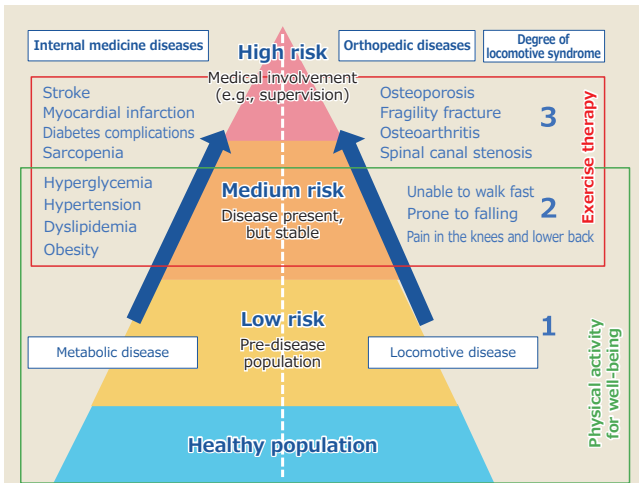 Internal medicine diseases
High risk
Orthopedic diseases
Degree of
locomotive syndrome
Medical involvement
(e.g., supervision)
Stroke
Myocardial infarction
Diabetes complications
Sarcopenia
Osteoporosis
Fragility fracture
Osteoarthritis
Spinal canal stenosis
3
Exercise therapy
Hyperglycemia
Hypertension
Dyslipidemia
Obesity
Medium risk
Disease present,
but stable
Unable to walk fast
Prone to falling
Pain in the knees and lower back
2
Low risk
Pre-disease
population
1
Metabolic disease
Locomotive disease
Physical activity
for well-being
Healthy population